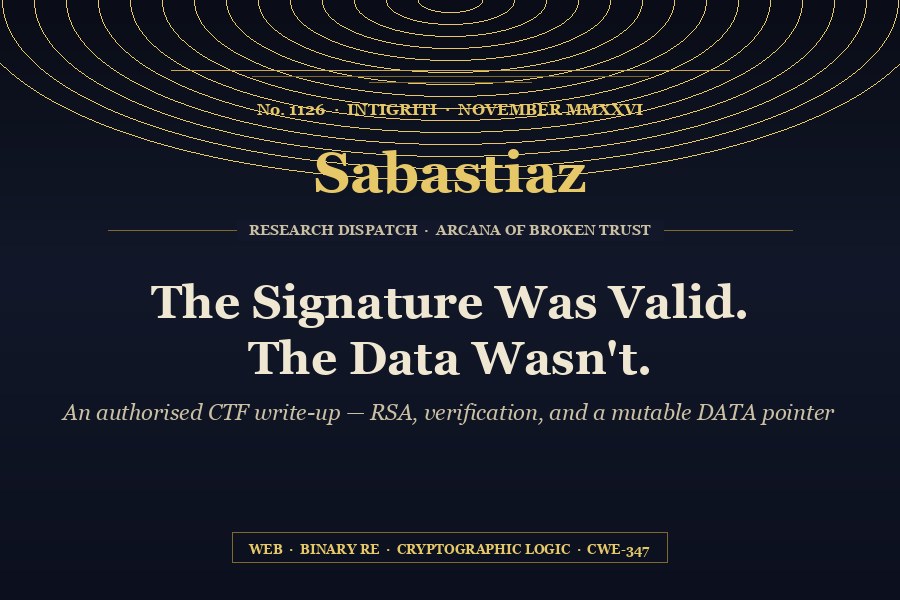 No. 1126 · INTIGRITI · NOVEMBER MMXXVI
Sabastiaz
RESEARCH DISPATCH · ARCANA OF BROKEN TRUST
The Signature Was Valid.
The Data Wasn't.
An authorised CTF write-up — RSA, verification, and a mutable DATA pointer
WEB · BINARY RE · CRYPTOGRAPHIC LOGIC · CWE-347